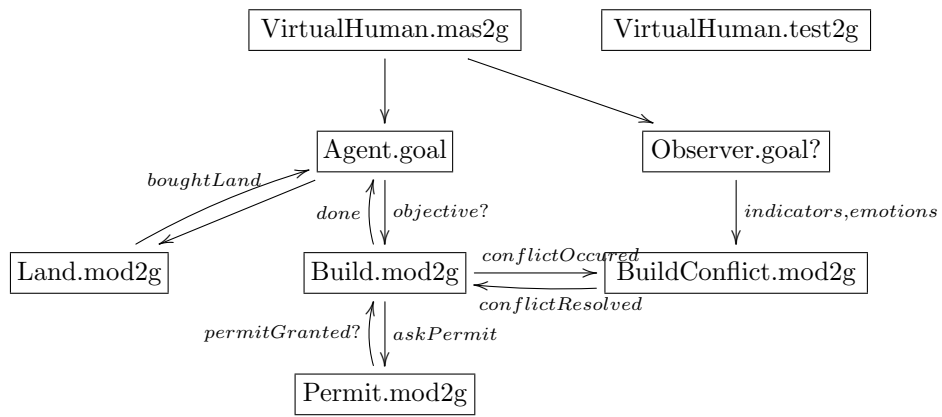 VirtualHuman.mas2g
VirtualHuman.test2g
Agent.goal
Observer.goal?
boughtLand
done
objective?
indicators,emotions
conflictOccured
Land.mod2g
Build.mod2g
BuildConflict.mod2g
conflictResolved
permitGranted?
askPermit
Permit.mod2g